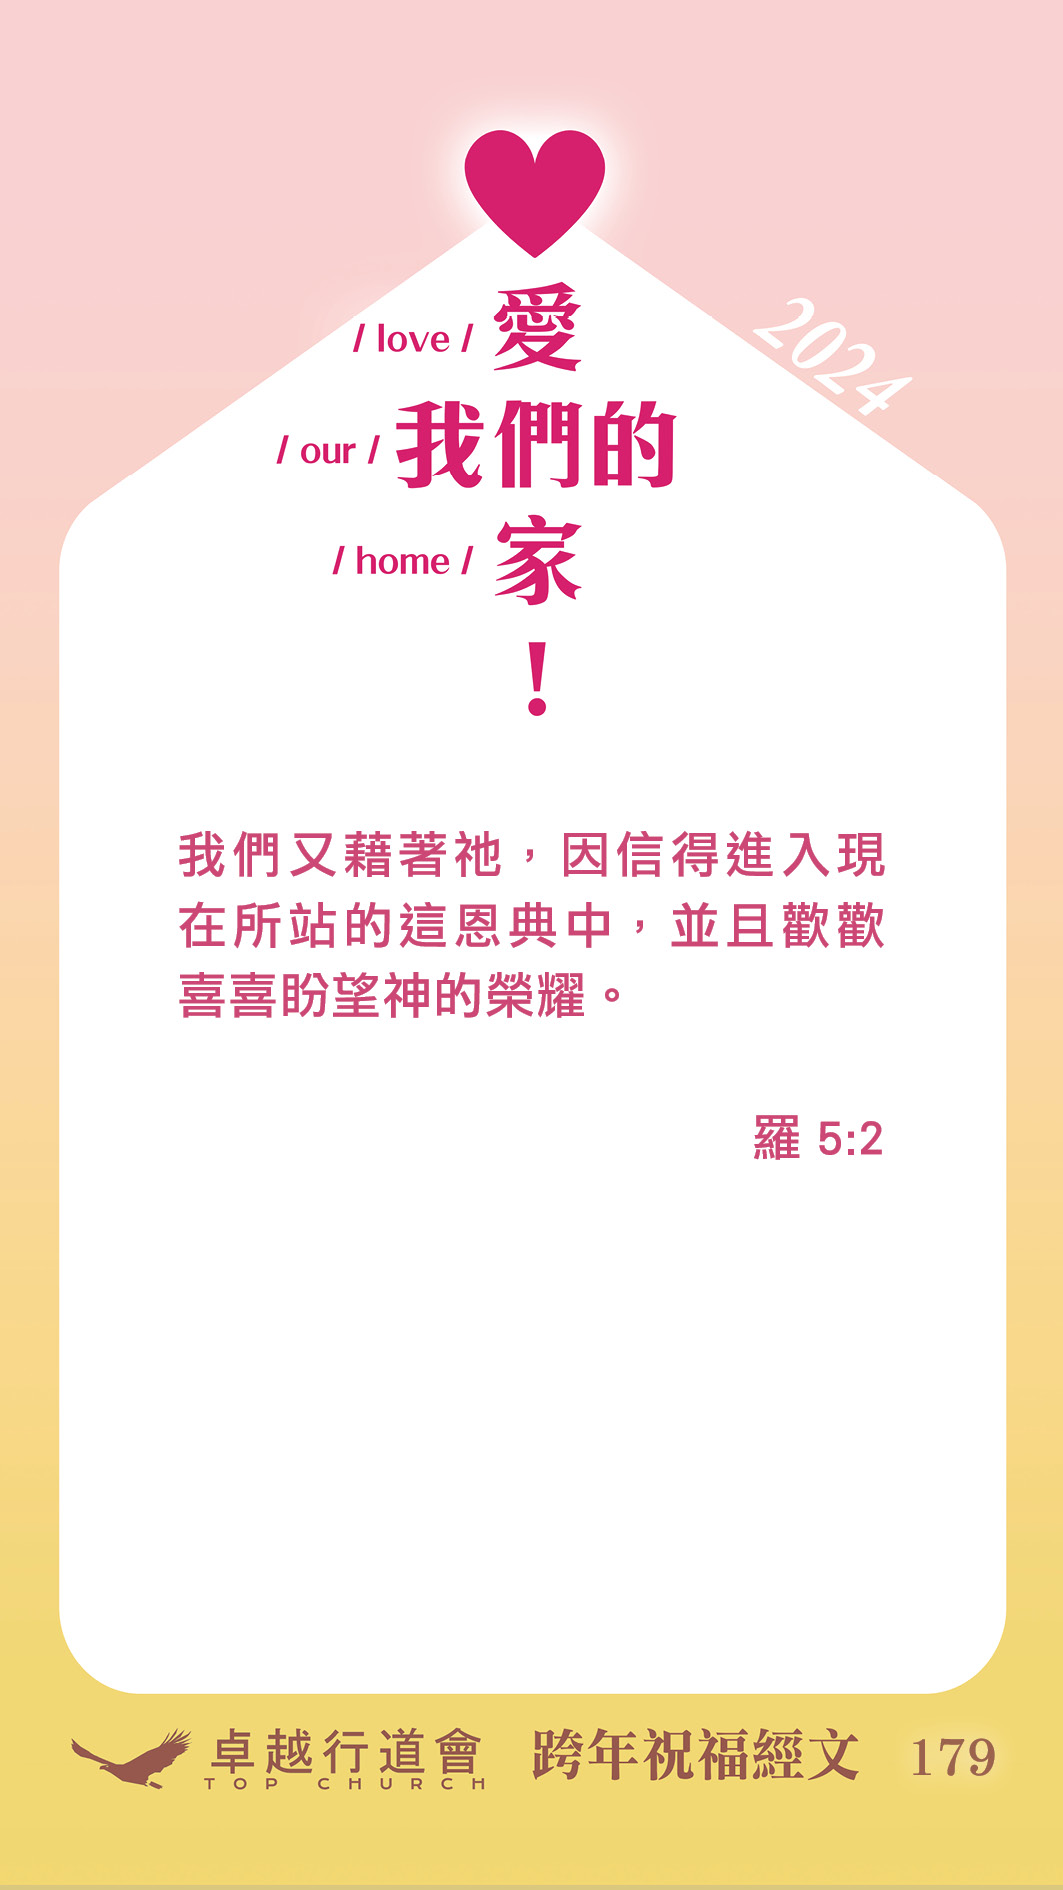 / love / 愛
2024
/ our / 我們的
/ home / 家
！
我們又藉著祂，因信得進入現
在所站的這恩典中，並且歡歡
喜喜盼望神的榮耀。
羅 5:2
卓越行道會 跨年祝福經文 179
TOP CHURCH